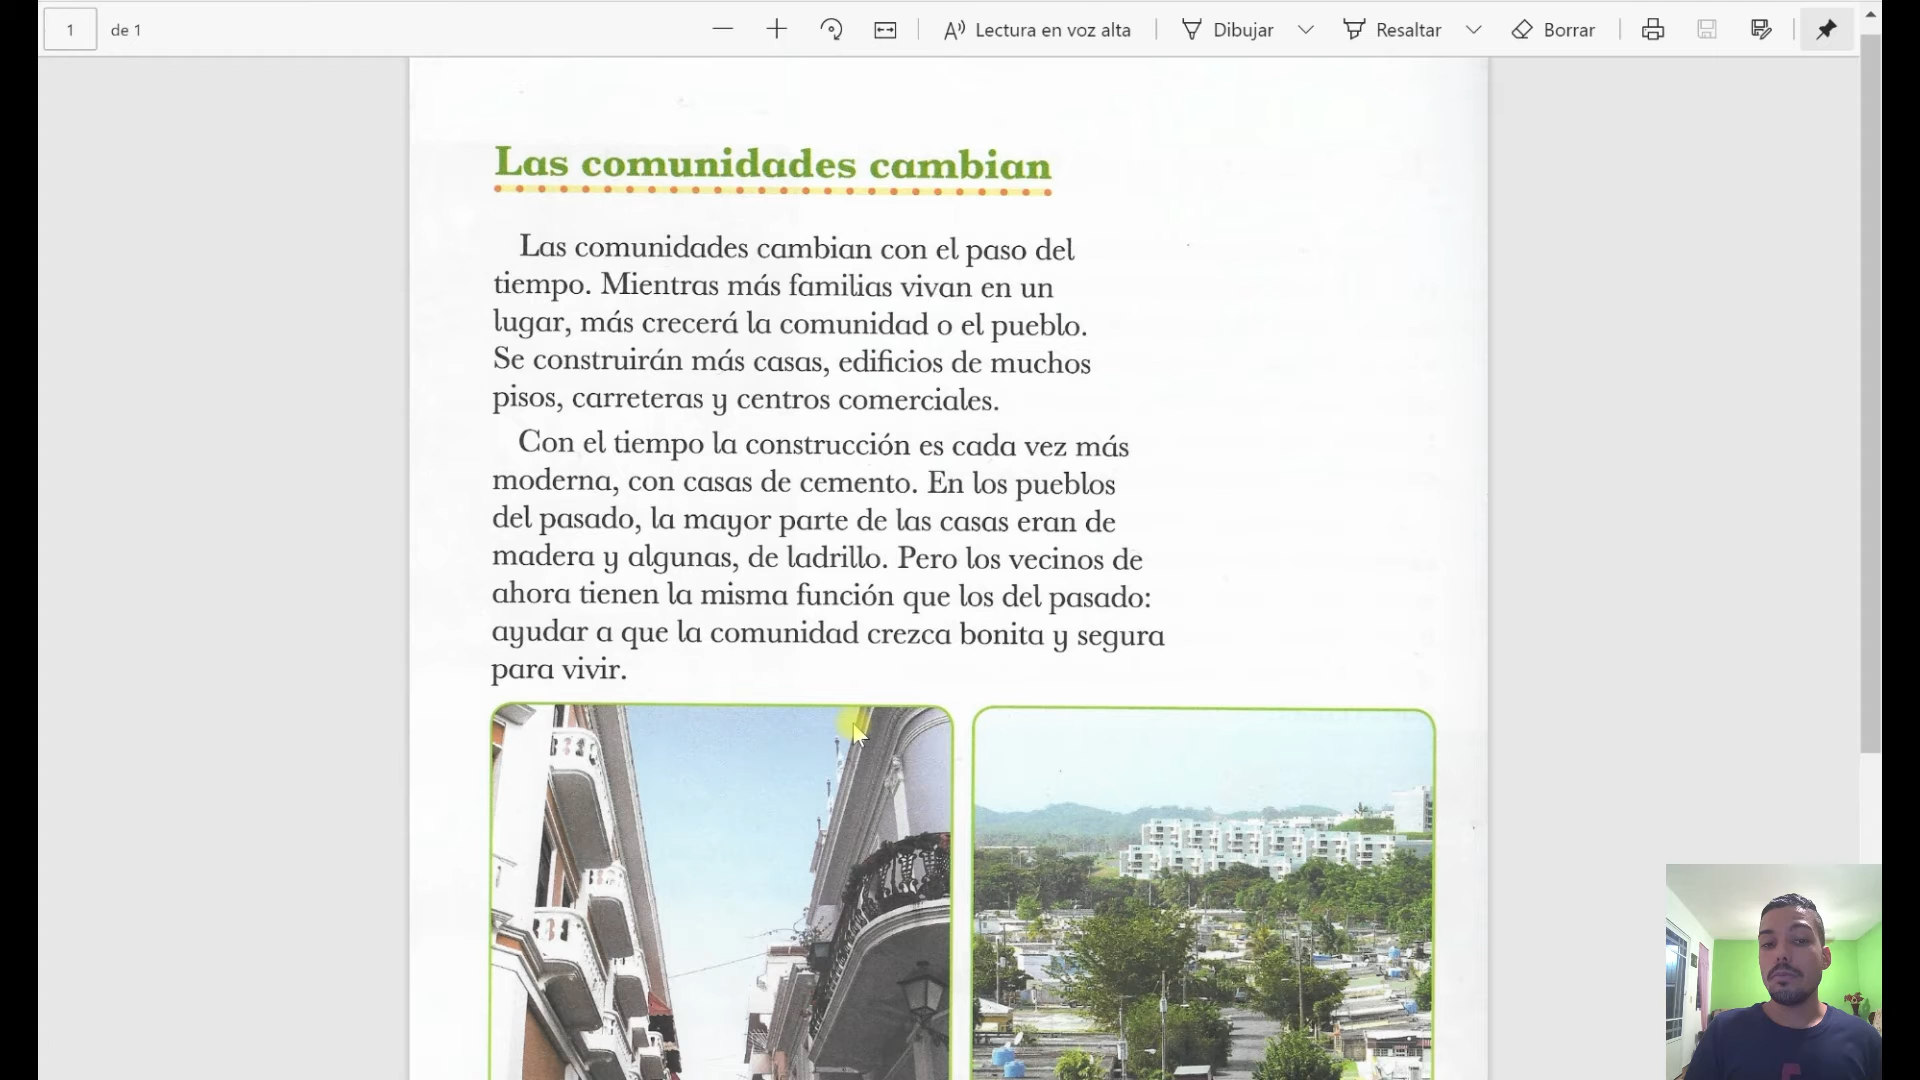 1 de 1 Lectura en voz alta Dibujar Resaltar Borrar
Las comunidades cambian
Las comunidades cambian con el paso del
tiempo. Mientras más familias vivan en un
lugar, más crecerá la comunidad o el pueblo.
Se construirán más casas, edificios de muchos
pisos, carreteras y centros comerciales.
Con el tiempo la construcción es cada vez más
moderna, con casas de cemento. En los pueblos
del pasado, la mayor parte de las casas eran de
madera y algunas, de ladrillo. Pero los vecinos de
ahora tienen la misma función que los del pasado:
ayudar a que la comunidad crezca bonita y segura
para vivir.